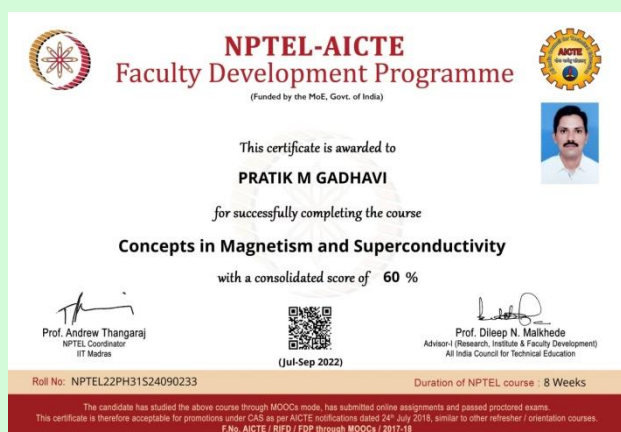 NPTEL-AICTE
Faculty Development Programme
(Funded by the MoE, Govt. of India)
AICTE
This certificate is awarded to
PRATIK M GADHAVI
for successfully completing the course
Concepts in Magnetism and Superconductivity
with a consolidated score of 60 %
Prof. Andrew Thangaraj
NPTEL Coordinator
IIT Madras
(Jul-Sep 2022)
Prof. Dileep N. Malkhede
Advisor-I (Research, Institute & Faculty Development)
All India Council for Technical Education
Roll No: NPTEL22PH31S24090233
Duration of NPTEL course : 8 Weeks
The candidate has studied the above course through MOOCs mode, has submitted online assignments and passed proctored exams.
This certificate is therefore acceptable for promotions under CAS as per AICTE notifications dated 24th July 2018, similar to other refresher / orientation courses.
F.No. AICTE / RIFD / FDP through MOOCs / 2017-18